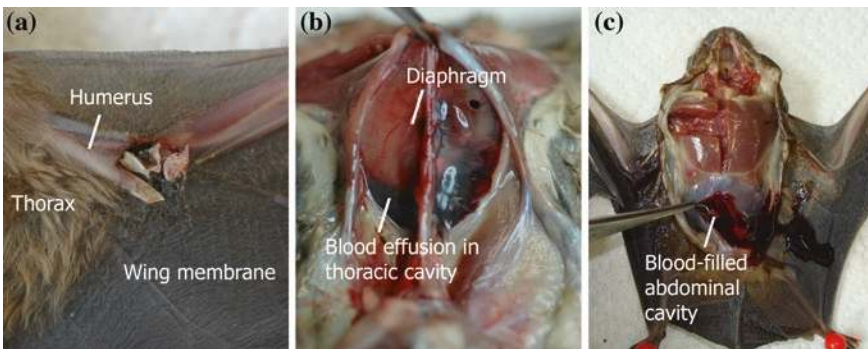 (a)
Humerus
Thorax
Wing membrane
(b)
Diaphragm
Blood effusion in
thoracic cavity
(c)
Blood-filled
abdominal
cavity